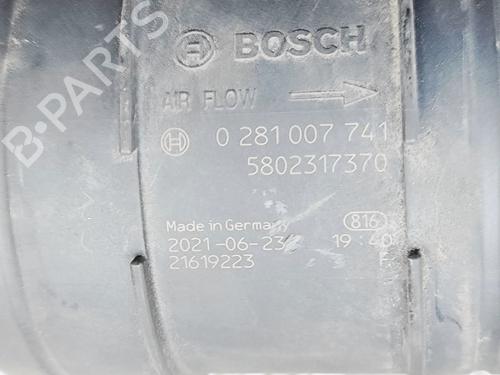 B-PARTS
BOSCH
AIR FLOW
0 281 007 741
5802317370
Made in Germany 816
2021-06-23 19:40
21619223 F